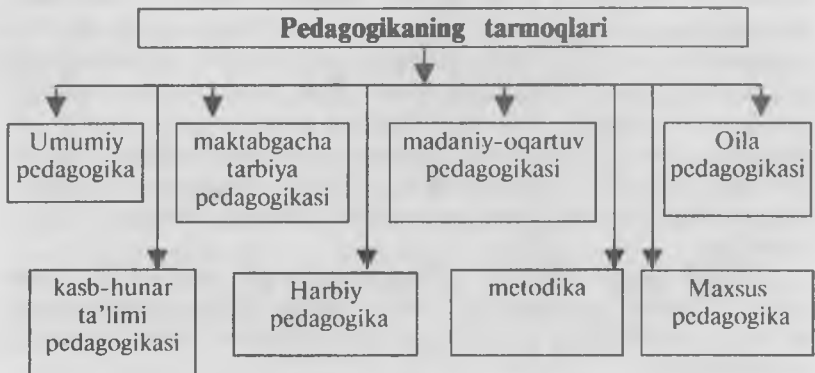 Pedagogikaning tarmoqlari
Umumiy
pedagogika
maktabgacha
tarbiya
pedagogikasi
madaniy-oqartuv
pedagogikasi
Oila
pedagogikasi
kasb-hunar
ta'limi
pedagogikasi
Harbiy
pedagogika
metodika
Maxsus
pedagogika